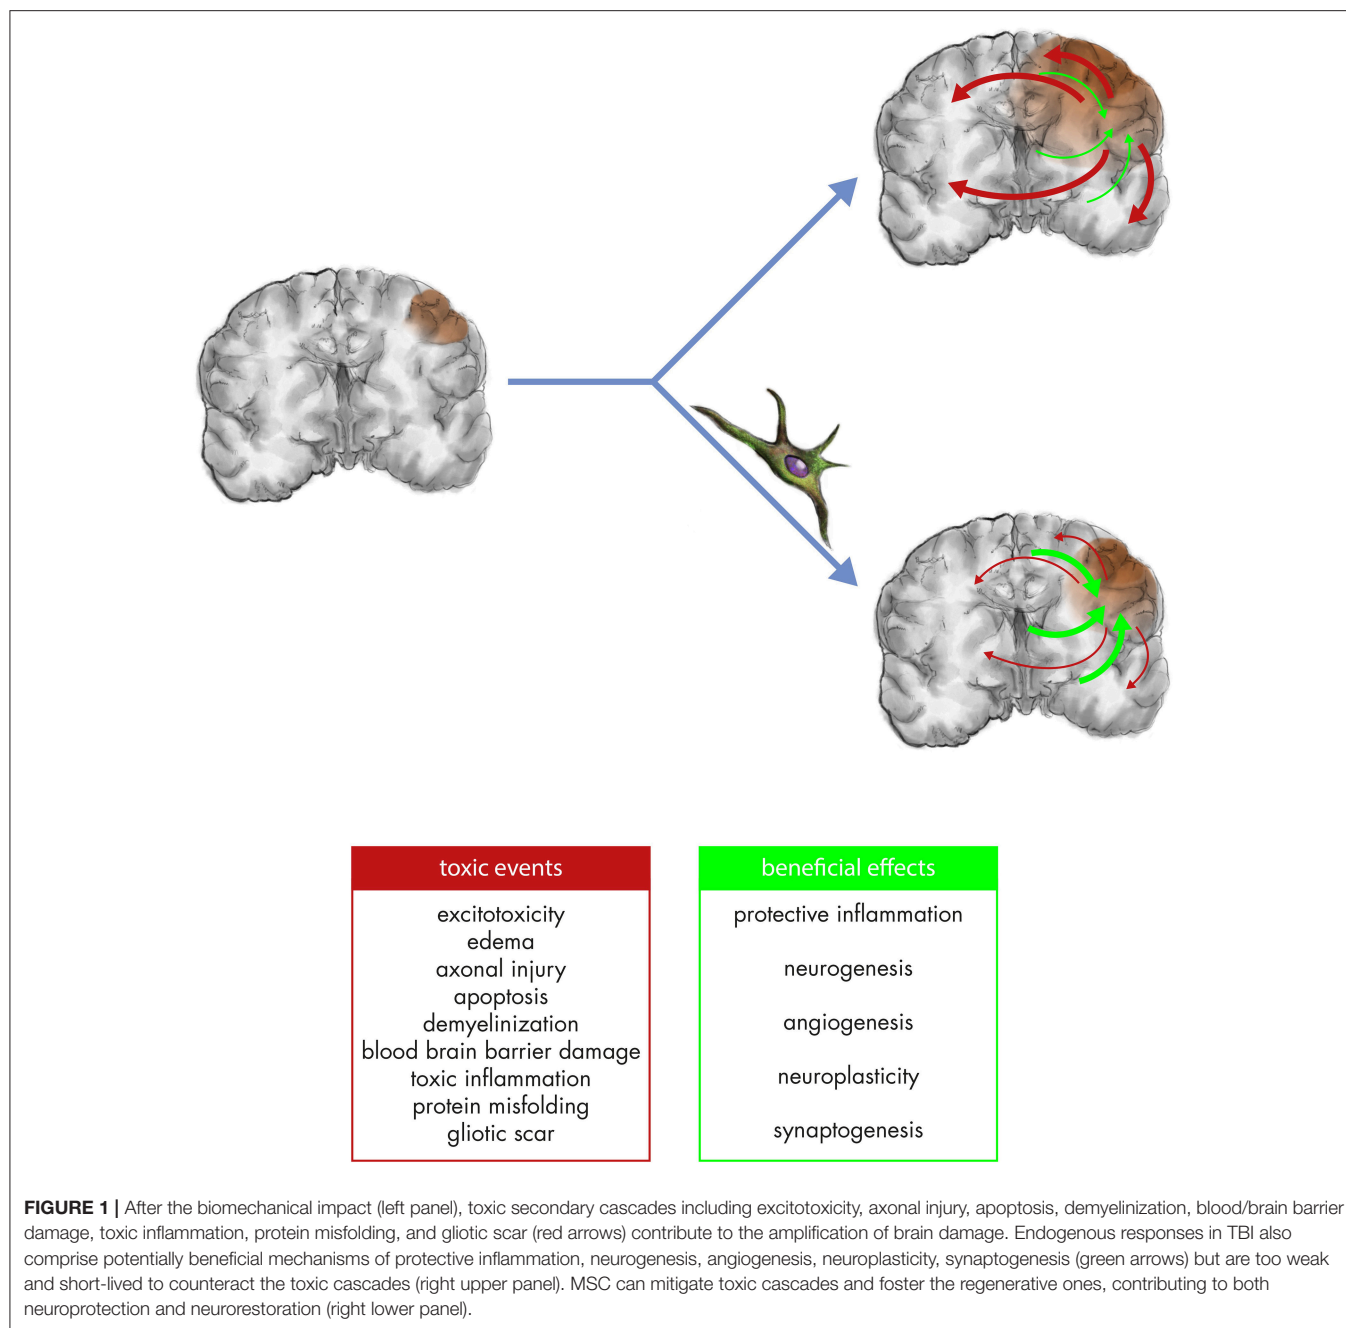 toxic events
excitotoxicity
edema
axonal injury
apoptosis
demyelinization
blood brain barrier damage
toxic inflammation
protein misfolding
gliotic scar
beneficial effects
protective inflammation
neurogenesis
angiogenesis
neuroplasticity
synaptogenesis
FIGURE 1 | After the biomechanical impact (left panel), toxic secondary cascades including excitotoxicity, axonal injury, apoptosis, demyelinization, blood/brain barrier
damage, toxic inflammation, protein misfolding, and gliotic scar (red arrows) contribute to the amplification of brain damage. Endogenous responses in TBI also
comprise potentially beneficial mechanisms of protective inflammation, neurogenesis, angiogenesis, neuroplasticity, synaptogenesis (green arrows) but are too weak
and short-lived to counteract the toxic cascades (right upper panel). MSC can mitigate toxic cascades and foster the regenerative ones, contributing to both
neuroprotection and neurorestoration (right lower panel).